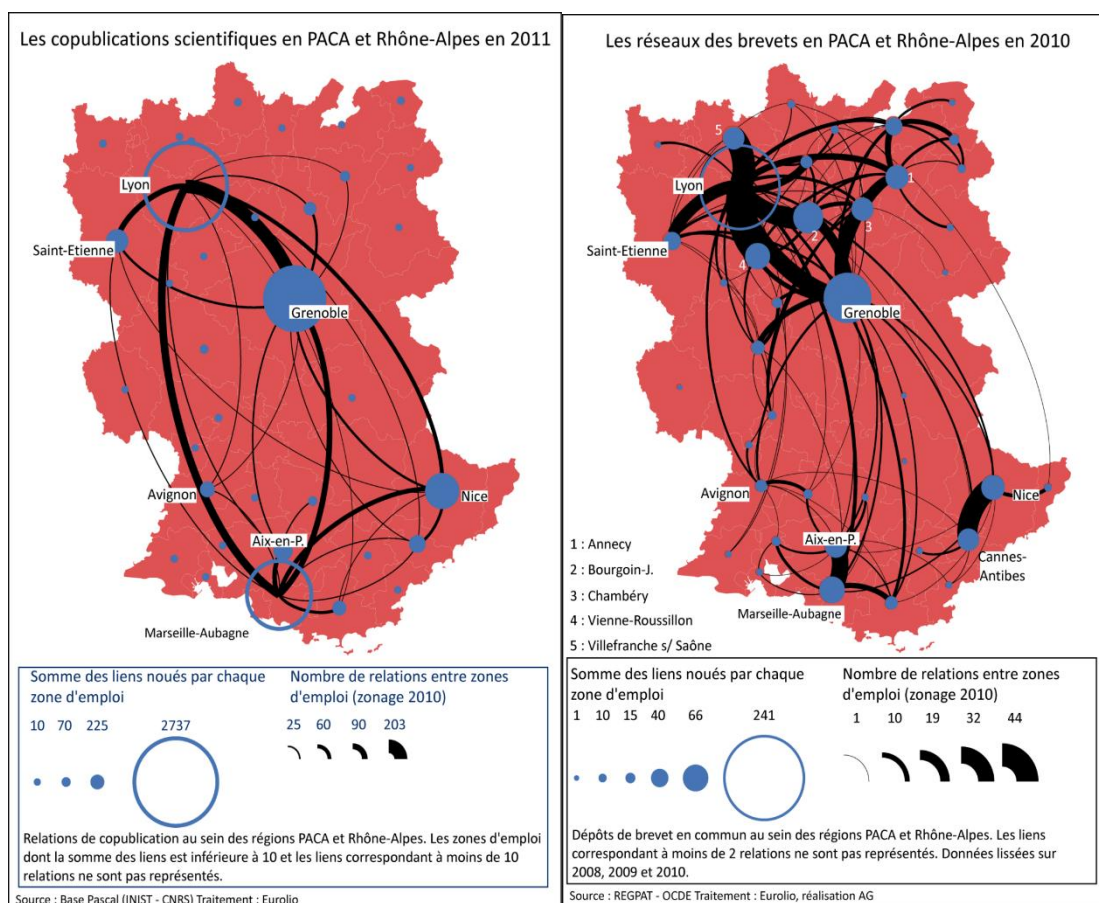 Les copublications scientifiques en PACA et Rhône-Alpes en 2011
Lyon
Saint-Etienne
Grenoble
Avignon
Nice
Aix-en-P.
Marseille-Aubagne
Somme des liens noués par chaque
zone d'emploi
10 70 225 2737
Nombre de relations entre zones
d'emploi (zonage 2010)
25 60 90 203
Relations de copublication au sein des régions PACA et Rhône-Alpes. Les zones d'emploi
dont la somme des liens est inférieure à 10 et les liens correspondant à moins de 10
relations ne sont pas représentés.
Source : Base Pascal (INIST - CNRS) Traitement : Eurolio
Les réseaux des brevets en PACA et Rhône-Alpes en 2010
5
Lyon
1
2
3
Saint-Etienne
4
Grenoble
Avignon
Nice
Aix-en-P.
Cannes-
Antibes
Marseille-Aubagne
1 : Annecy
2 : Bourgoin-J.
3 : Chambéry
4 : Vienne-Roussillon
5 : Villefranche s/ Saône
Somme des liens noués par chaque
zone d'emploi
1 10 15 40 66 241
Nombre de relations entre zones
d'emploi (zonage 2010)
1 10 19 32 44
Dépôts de brevet en commun au sein des régions PACA et Rhône-Alpes. Les liens
correspondant à moins de 2 relations ne sont pas représentés. Données lissées sur
2008, 2009 et 2010.
Source : REGPAT - OCDE Traitement : Eurolio, réalisation AG